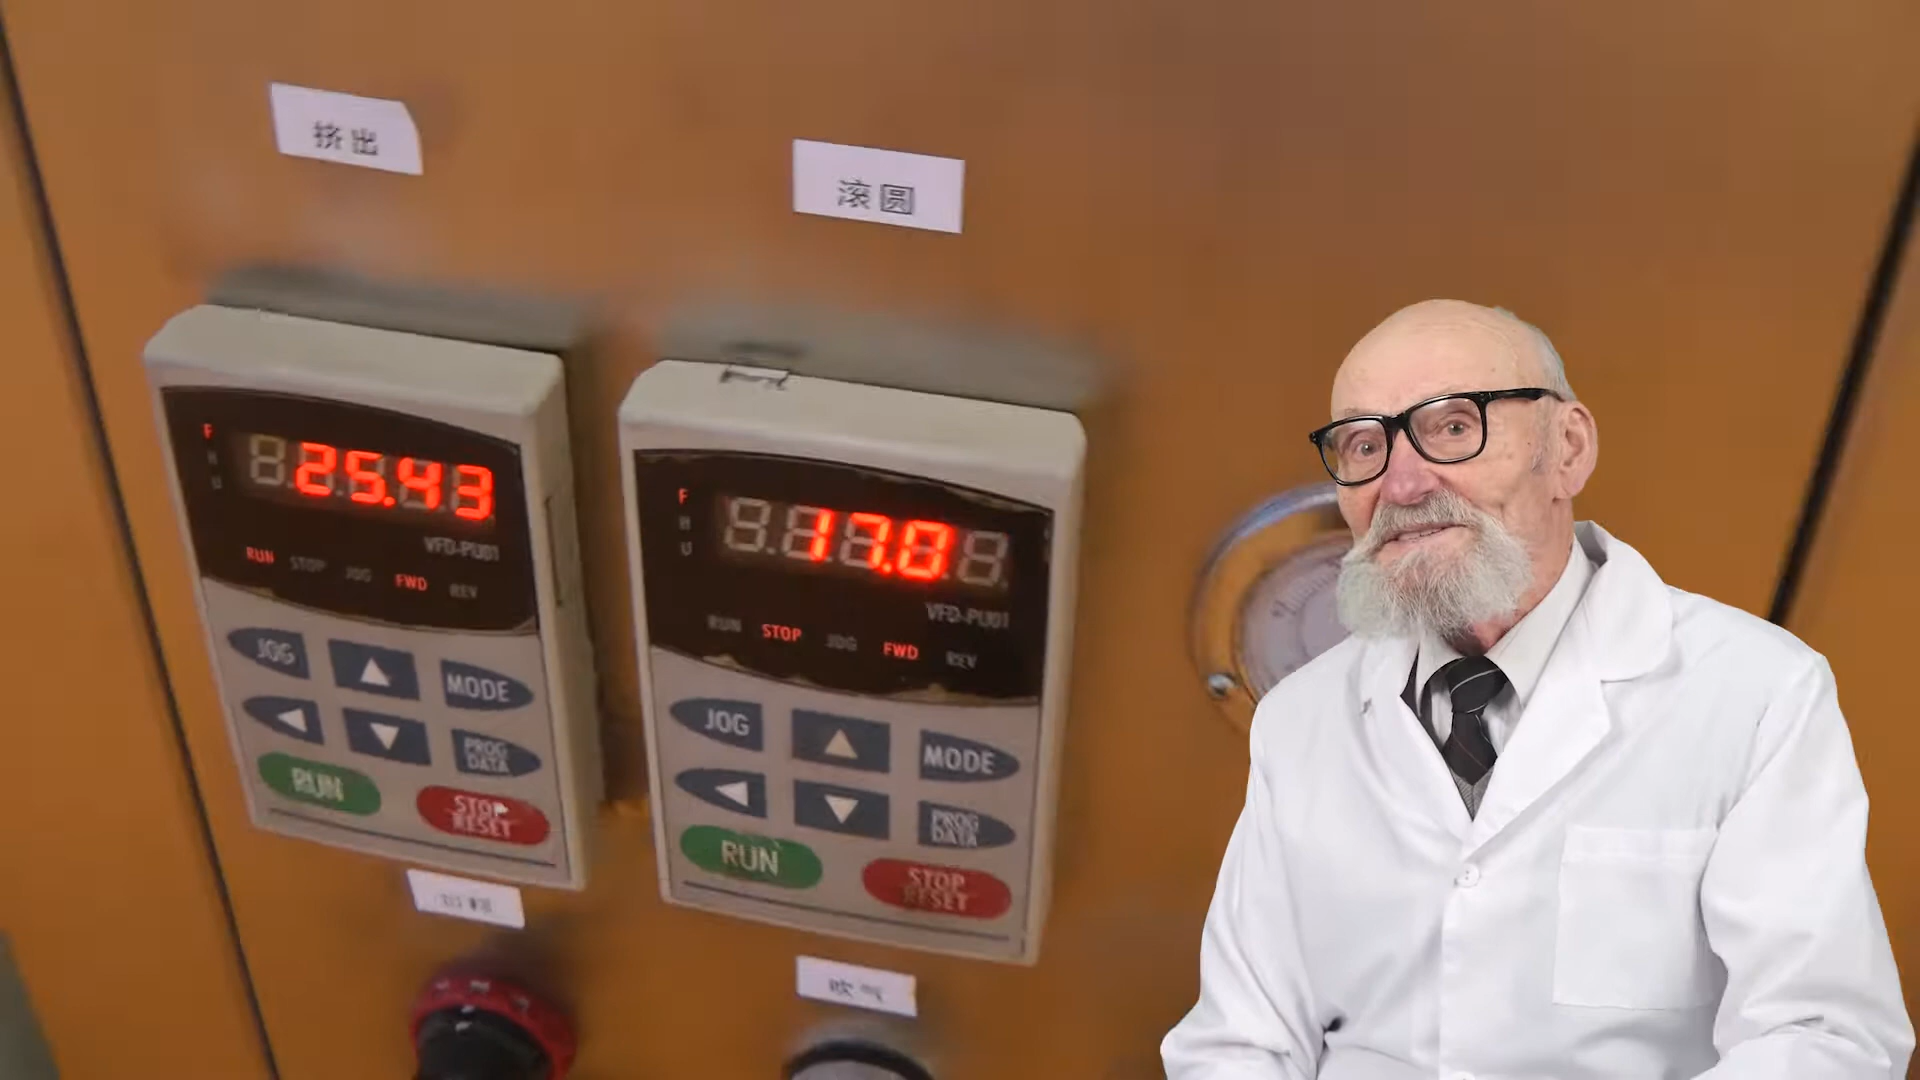 挤出
滚圆
F
H
U
25.43
VFD-PU01
RUN STOP JOG FWD REV
JOG
MODE
PROG
DATA
RUN
STOP
RESET
F
H
U
17.0
VFD-PU01
RUN STOP JOG FWD REV
JOG
MODE
PROG
DATA
RUN
STOP
RESET
吹气